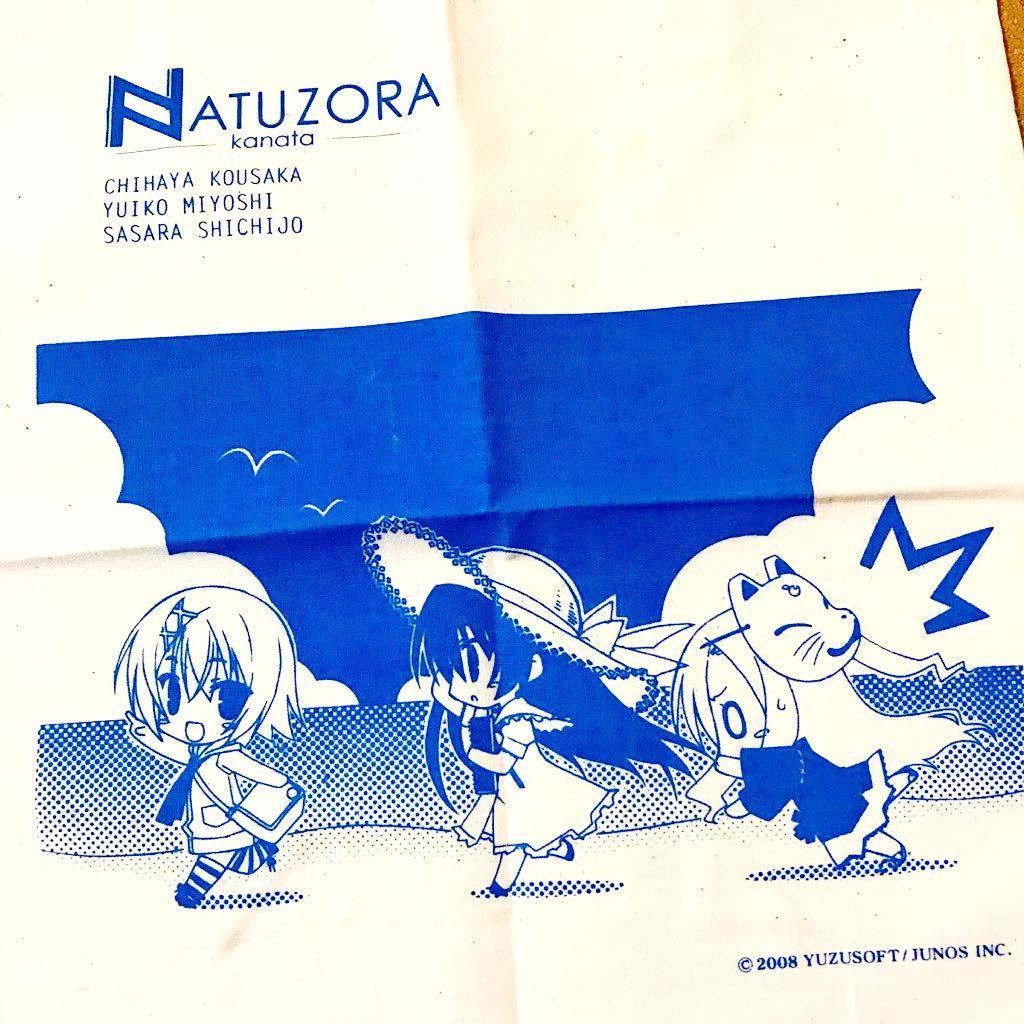 NATUZORA
kanata
CHIHAYA KOUSAKA
YUIKO MIYOSHI
SASARA SHICHIJO
© 2008 YUZUSOFT/JUNOS INC.